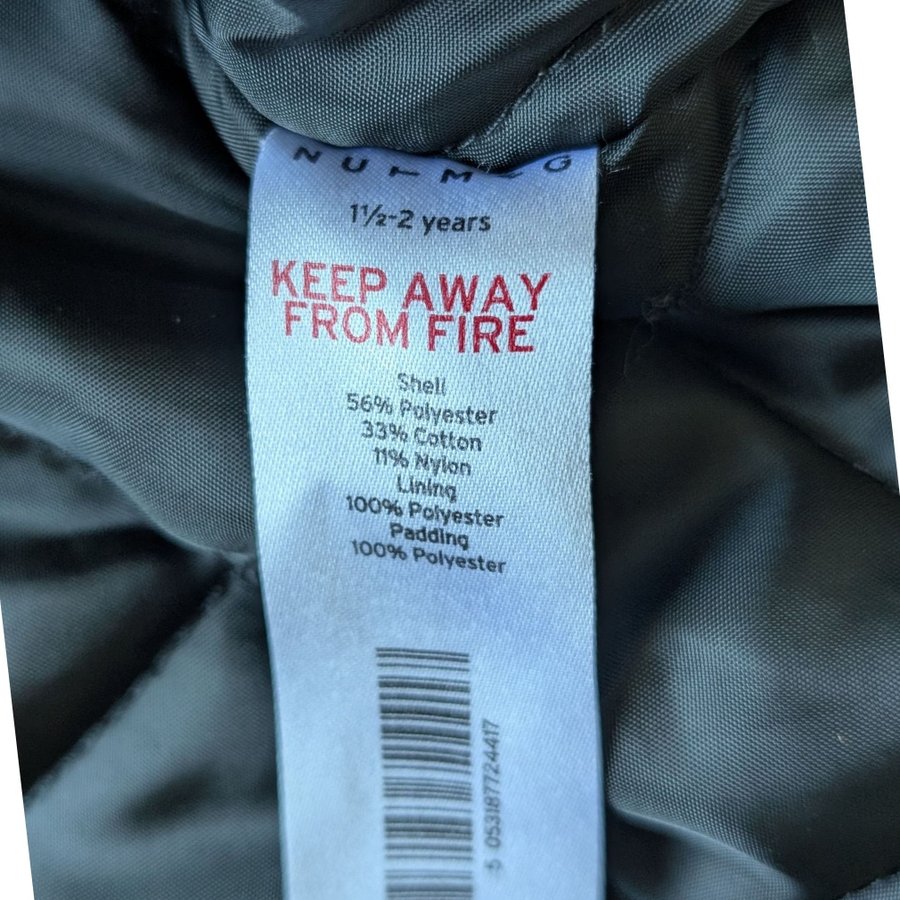 NUTMEG
1½-2 years
KEEP AWAY
FROM FIRE
Shell
56% Polyester
33% Cotton
11% Nylon
Lining
100% Polyester
Padding
100% Polyester
5 053187724417